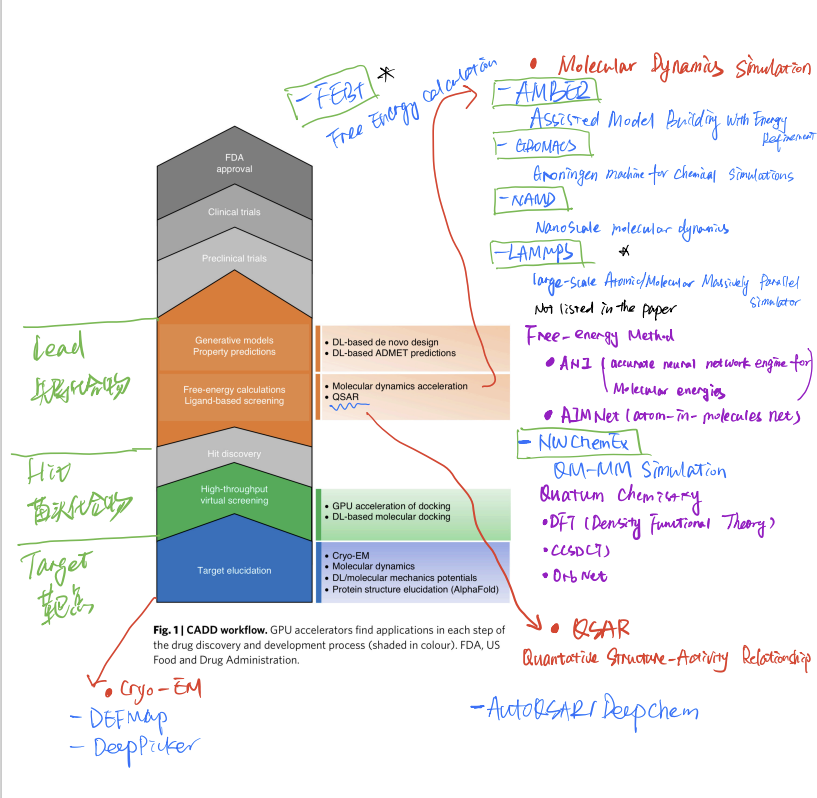 - FEB+ *
Free Energy calculation
• Molecular Dynamics Simulation
- AMBER
Assisted Model Building with Energy
Refinement
- GROMACS
Groningen machine for chemical simulations
- NAMD
Nanoscale molecular dynamics
- LAMMPS *
large-scale Atomic/Molecular Massively Parallel
Simulator
Not listed in the paper
Free-energy Method
• ANI (accurate neural network engine for
Molecular energies)
• AIMNet (atom-in-molecules net)
- NWChemEx
QM-MM Simulation
Quatum Chemistry
• DFT (Density Functional Theory)
• CCSD(T)
• OrbNet
FDA
approval
Clinical trials
Preclinical trials
Generative models
Property predictions
• DL-based de novo design
• DL-based ADMET predictions
Free-energy calculations
Ligand-based screening
• Molecular dynamics acceleration
• QSAR
Hit discovery
High-throughput
virtual screening
• GPU acceleration of docking
• DL-based molecular docking
Target elucidation
• Cryo-EM
• Molecular dynamics
• DL/molecular mechanics potentials
• Protein structure elucidation (AlphaFold)
Lead
先导化合物
Hit
苗头化合物
Target
靶点
Fig. 1 | CADD workflow. GPU accelerators find applications in each step of
the drug discovery and development process (shaded in colour). FDA, US
Food and Drug Administration.
• Cryo-EM
- DEFMap
- DeepPicker
• QSAR
Quantative Structure-Activity Relationship
- AutoQSAR/Deepchem